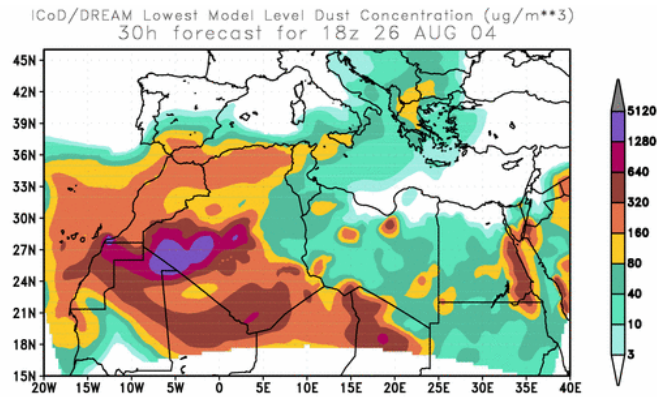 ICoD/DREAM Lowest Model Level Dust Concentration (ug/m**3)
30h forecast for 18z 26 AUG 04
45N
42N
39N
36N
33N
30N
27N
24N
21N
18N
15N
20W 15W 10W 5W 0 5E 10E 15E 20E 25E 30E 35E 40E
5120
1280
640
320
160
80
40
10
3